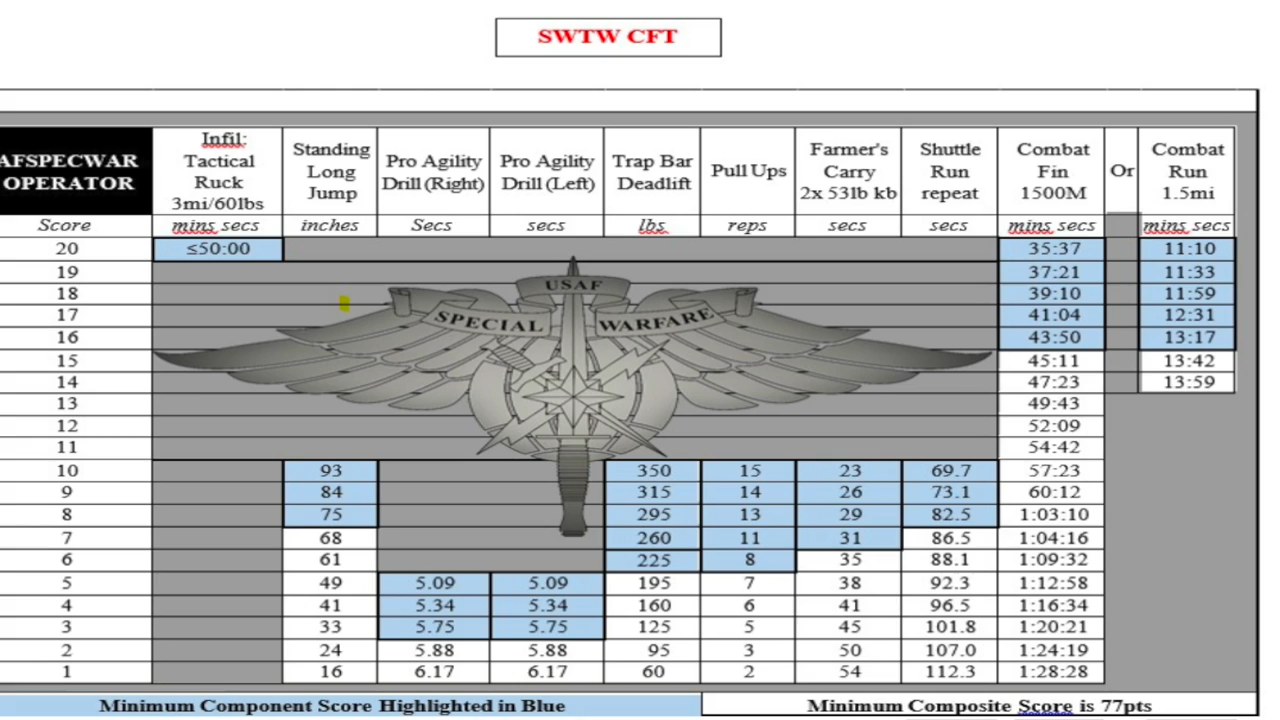 SWTW CFT
AFSPECWAR OPERATOR Infil: Tactical Ruck 3mi/60lbs Standing Long Jump Pro Agility Drill (Right) Pro Agility Drill (Left) Trap Bar Deadlift Pull Ups Farmer's Carry 2x 53lb kb Shuttle Run repeat Combat Fin 1500M Or Combat Run 1.5mi
Score mins secs inches Secs secs lbs reps secs secs mins secs mins secs
20 ≤50:00 35:37 11:10
19 37:21 11:33
USAF
18 39:10 11:59
17 41:04 12:31
SPECIAL WARFARE
16 43:50 13:17
15 45:11 13:42
14 47:23 13:59
13 49:43
12 52:09
11 54:42
10 93 350 15 23 69.7 57:23
9 84 315 14 26 73.1 60:12
8 75 295 13 29 82.5 1:03:10
7 68 260 11 31 86.5 1:04:16
6 61 225 8 35 88.1 1:09:32
5 49 5.09 5.09 195 7 38 92.3 1:12:58
4 41 5.34 5.34 160 6 41 96.5 1:16:34
3 33 5.75 5.75 125 5 45 101.8 1:20:21
2 24 5.88 5.88 95 3 50 107.0 1:24:19
1 16 6.17 6.17 60 2 54 112.3 1:28:28
Minimum Component Score Highlighted in Blue Minimum Composite Score is 77pts